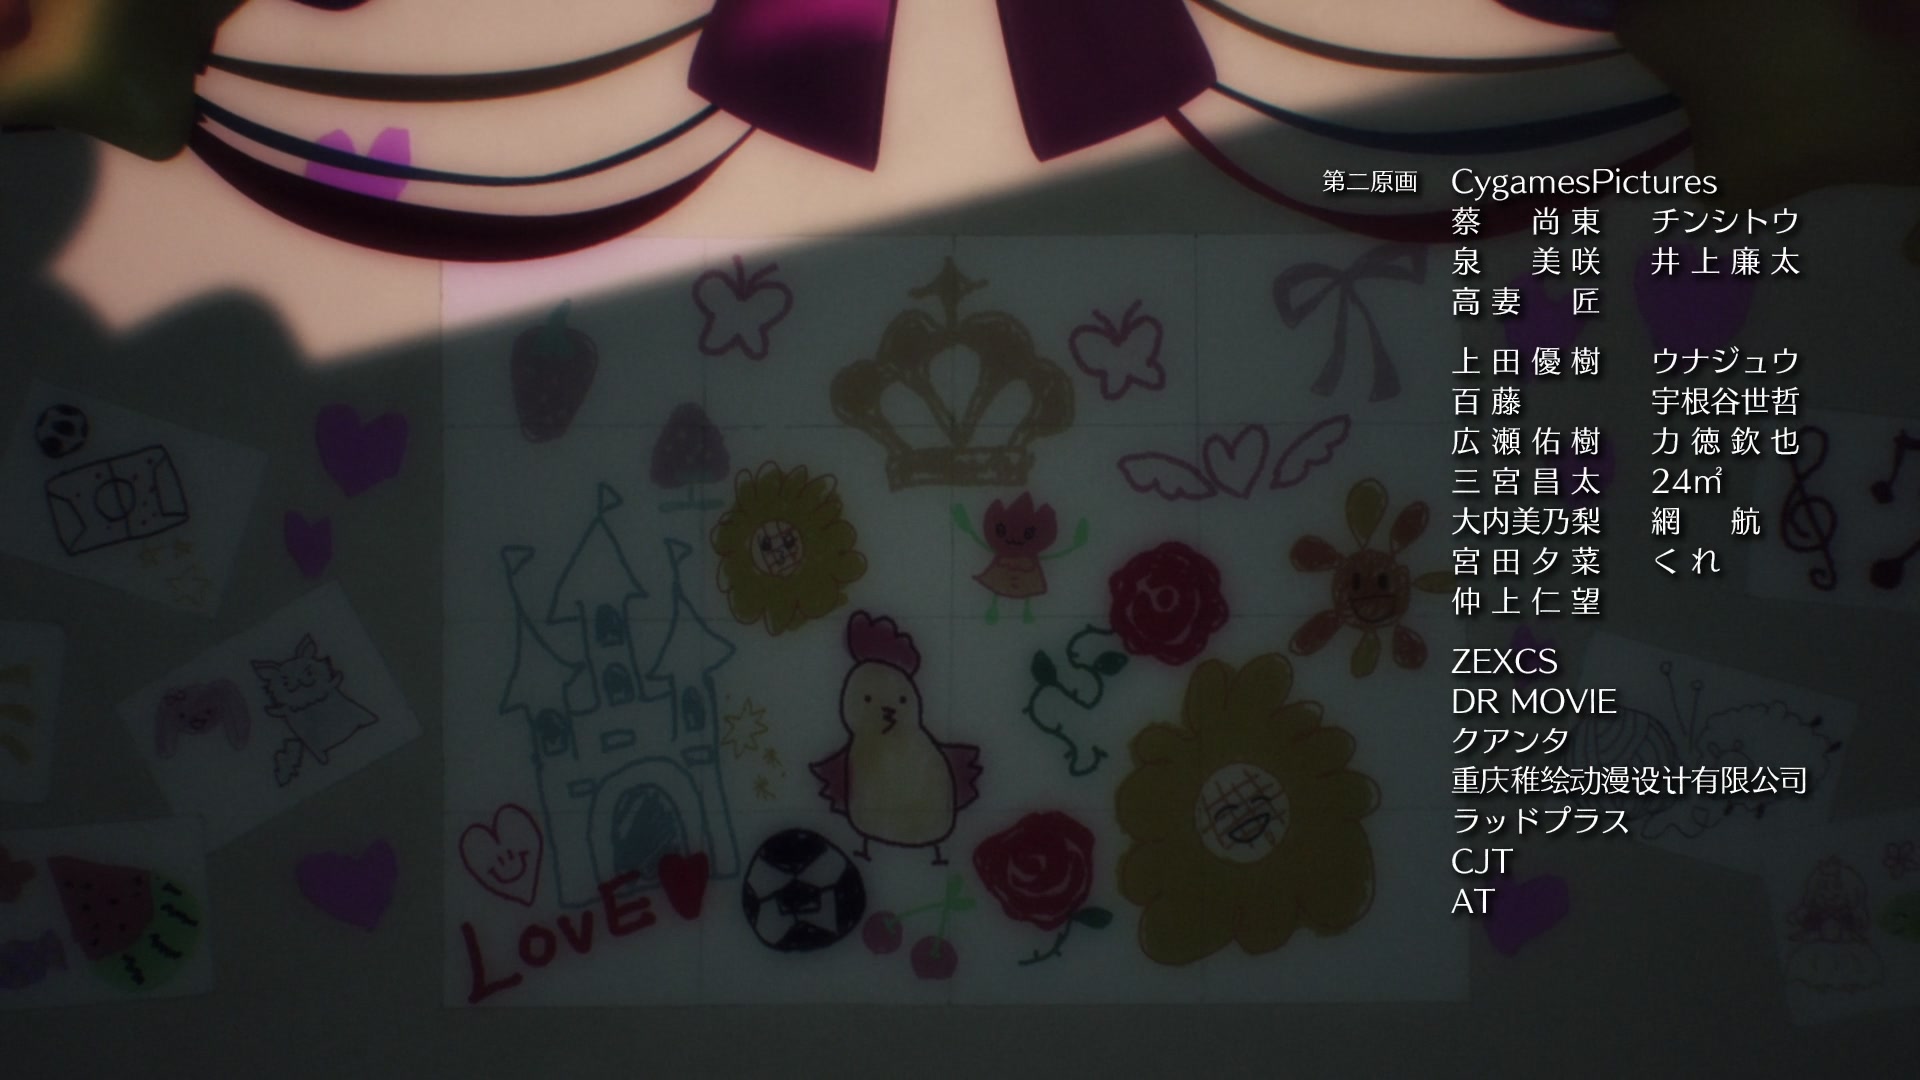 第二原画 CygamesPictures
蔡 尚東 チンシトウ
泉 美咲 井上廉太
高妻 匠
上田優樹 ウナジュウ
百藤 宇根谷世哲
広瀬佑樹 力徳欽也
三宮昌太 24㎡
大内美乃梨 網 航
宮田夕菜 くれ
仲上仁望
ZEXCS
DR MOVIE
クアンタ
重庆稚绘动漫设计有限公司
ラッドプラス
CJT
AT
LOVE